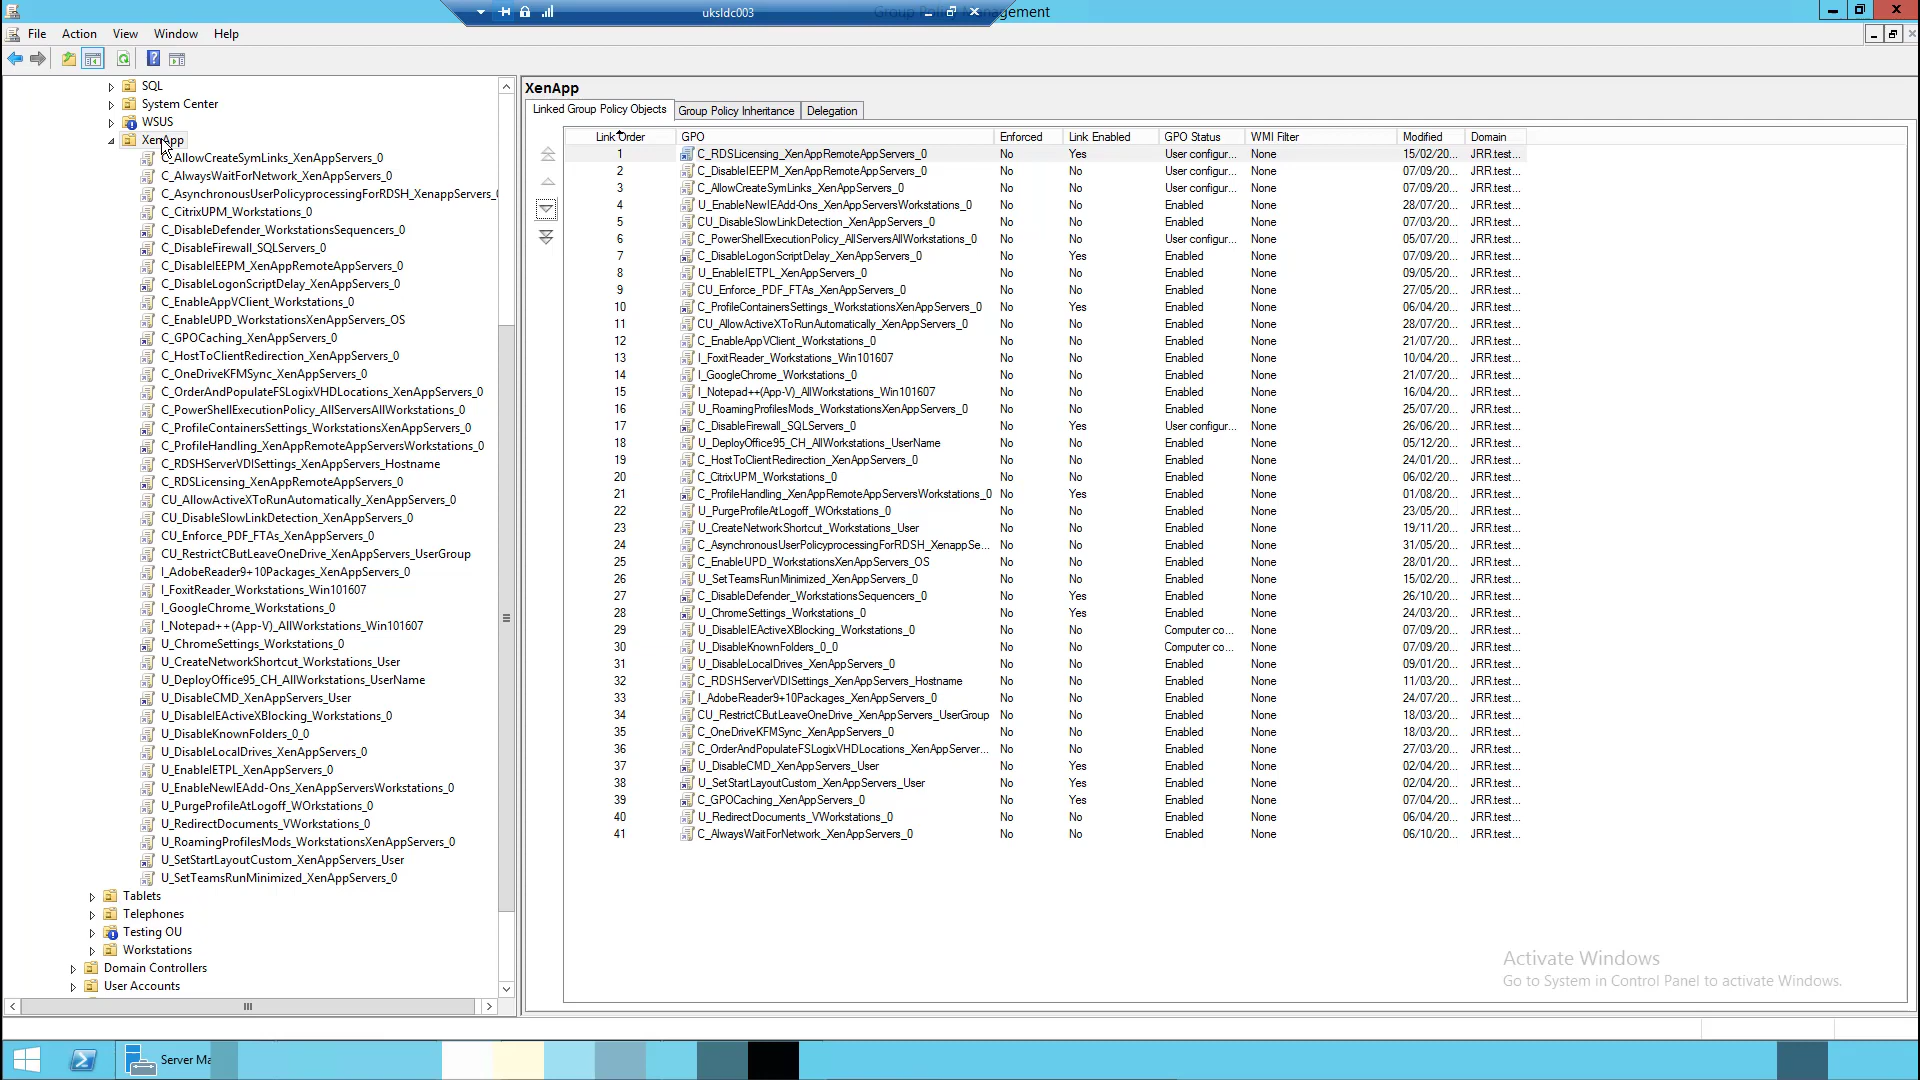 uksldc003
Group Policy Management
File Action View Window Help
SQL
System Center
WSUS
XenApp
C_AllowCreateSymLinks_XenAppServers_0
C_AlwaysWaitForNetwork_XenAppServers_0
C_AsynchronousUserPolicyprocessingForRDSH_XenappServers_
C_CitrixUPM_Workstations_0
C_DisableDefender_WorkstationsSequencers_0
C_DisableFirewall_SQLServers_0
C_DisableIEEPM_XenAppRemoteAppServers_0
C_DisableLogonScriptDelay_XenAppServers_0
C_EnableAppVClient_Workstations_0
C_EnableUPD_WorkstationsXenAppServers_OS
C_GPOCaching_XenAppServers_0
C_HostToClientRedirection_XenAppServers_0
C_OneDriveKFMSync_XenAppServers_0
C_OrderAndPopulateFSLogixVHDLocations_XenAppServers_0
C_PowerShellExecutionPolicy_AllServersAllWorkstations_0
C_ProfileContainersSettings_WorkstationsXenAppServers_0
C_ProfileHandling_XenAppRemoteAppServersWorkstations_0
C_RDSHServerVDISettings_XenAppServers_Hostname
C_RDSLicensing_XenAppRemoteAppServers_0
CU_AllowActiveXToRunAutomatically_XenAppServers_0
CU_DisableSlowLinkDetection_XenAppServers_0
CU_Enforce_PDF_FTAs_XenAppServers_0
CU_RestrictCButLeaveOneDrive_XenAppServers_UserGroup
I_AdobeReader9+10Packages_XenAppServers_0
I_FoxitReader_Workstations_Win101607
I_GoogleChrome_Workstations_0
I_Notepad++(App-V)_AllWorkstations_Win101607
U_ChromeSettings_Workstations_0
U_CreateNetworkShortcut_Workstations_User
U_DeployOffice95_CH_AllWorkstations_UserName
U_DisableCMD_XenAppServers_User
U_DisableIEActiveXBlocking_Workstations_0
U_DisableKnownFolders_0_0
U_DisableLocalDrives_XenAppServers_0
U_EnableIETPL_XenAppServers_0
U_EnableNewIEAdd-Ons_XenAppServersWorkstations_0
U_PurgeProfileAtLogoff_WOrkstations_0
U_RedirectDocuments_VWorkstations_0
U_RoamingProfilesMods_WorkstationsXenAppServers_0
U_SetStartLayoutCustom_XenAppServers_User
U_SetTeamsRunMinimized_XenAppServers_0
Tablets
Telephones
Testing OU
Workstations
Domain Controllers
User Accounts
XenApp
Linked Group Policy Objects Group Policy Inheritance Delegation
Link Order GPO Enforced Link Enabled GPO Status WMI Filter Modified Domain
1 C_RDSLicensing_XenAppRemoteAppServers_0 No Yes User configur... None 15/02/20... JRR.test...
2 C_DisableIEEPM_XenAppRemoteAppServers_0 No No User configur... None 07/09/20... JRR.test...
3 C_AllowCreateSymLinks_XenAppServers_0 No No User configur... None 07/09/20... JRR.test...
4 U_EnableNewIEAdd-Ons_XenAppServersWorkstations_0 No No Enabled None 28/07/20... JRR.test...
5 CU_DisableSlowLinkDetection_XenAppServers_0 No No Enabled None 07/03/20... JRR.test...
6 C_PowerShellExecutionPolicy_AllServersAllWorkstations_0 No No User configur... None 05/07/20... JRR.test...
7 C_DisableLogonScriptDelay_XenAppServers_0 No Yes Enabled None 07/09/20... JRR.test...
8 U_EnableIETPL_XenAppServers_0 No No Enabled None 09/05/20... JRR.test...
9 CU_Enforce_PDF_FTAs_XenAppServers_0 No No Enabled None 27/05/20... JRR.test...
10 C_ProfileContainersSettings_WorkstationsXenAppServers_0 No Yes Enabled None 06/04/20... JRR.test...
11 CU_AllowActiveXToRunAutomatically_XenAppServers_0 No No Enabled None 28/07/20... JRR.test...
12 C_EnableAppVClient_Workstations_0 No No Enabled None 21/07/20... JRR.test...
13 I_FoxitReader_Workstations_Win101607 No No Enabled None 10/04/20... JRR.test...
14 I_GoogleChrome_Workstations_0 No No Enabled None 21/07/20... JRR.test...
15 I_Notepad++(App-V)_AllWorkstations_Win101607 No No Enabled None 16/04/20... JRR.test...
16 U_RoamingProfilesMods_WorkstationsXenAppServers_0 No No Enabled None 25/07/20... JRR.test...
17 C_DisableFirewall_SQLServers_0 No Yes User configur... None 26/06/20... JRR.test...
18 U_DeployOffice95_CH_AllWorkstations_UserName No No Enabled None 05/12/20... JRR.test...
19 C_HostToClientRedirection_XenAppServers_0 No No Enabled None 24/01/20... JRR.test...
20 C_CitrixUPM_Workstations_0 No No Enabled None 06/02/20... JRR.test...
21 C_ProfileHandling_XenAppRemoteAppServersWorkstations_0 No Yes Enabled None 01/08/20... JRR.test...
22 U_PurgeProfileAtLogoff_WOrkstations_0 No No Enabled None 23/05/20... JRR.test...
23 U_CreateNetworkShortcut_Workstations_User No No Enabled None 19/11/20... JRR.test...
24 C_AsynchronousUserPolicyprocessingForRDSH_XenappSe... No No Enabled None 31/05/20... JRR.test...
25 C_EnableUPD_WorkstationsXenAppServers_OS No No Enabled None 28/01/20... JRR.test...
26 U_SetTeamsRunMinimized_XenAppServers_0 No No Enabled None 15/02/20... JRR.test...
27 C_DisableDefender_WorkstationsSequencers_0 No Yes Enabled None 26/10/20... JRR.test...
28 U_ChromeSettings_Workstations_0 No Yes Enabled None 24/03/20... JRR.test...
29 U_DisableIEActiveXBlocking_Workstations_0 No No Computer co... None 07/09/20... JRR.test...
30 U_DisableKnownFolders_0_0 No No Computer co... None 07/09/20... JRR.test...
31 U_DisableLocalDrives_XenAppServers_0 No No Enabled None 09/01/20... JRR.test...
32 C_RDSHServerVDISettings_XenAppServers_Hostname No No Enabled None 11/03/20... JRR.test...
33 I_AdobeReader9+10Packages_XenAppServers_0 No No Enabled None 24/07/20... JRR.test...
34 CU_RestrictCButLeaveOneDrive_XenAppServers_UserGroup No No Enabled None 18/03/20... JRR.test...
35 C_OneDriveKFMSync_XenAppServers_0 No No Enabled None 18/03/20... JRR.test...
36 C_OrderAndPopulateFSLogixVHDLocations_XenAppServer... No No Enabled None 27/03/20... JRR.test...
37 U_DisableCMD_XenAppServers_User No Yes Enabled None 02/04/20... JRR.test...
38 U_SetStartLayoutCustom_XenAppServers_User No Yes Enabled None 02/04/20... JRR.test...
39 C_GPOCaching_XenAppServers_0 No Yes Enabled None 07/04/20... JRR.test...
40 U_RedirectDocuments_VWorkstations_0 No No Enabled None 06/04/20... JRR.test...
41 C_AlwaysWaitForNetwork_XenAppServers_0 No No Enabled None 06/10/20... JRR.test...
Activate Windows
Go to System in Control Panel to activate Windows.
Server Ma